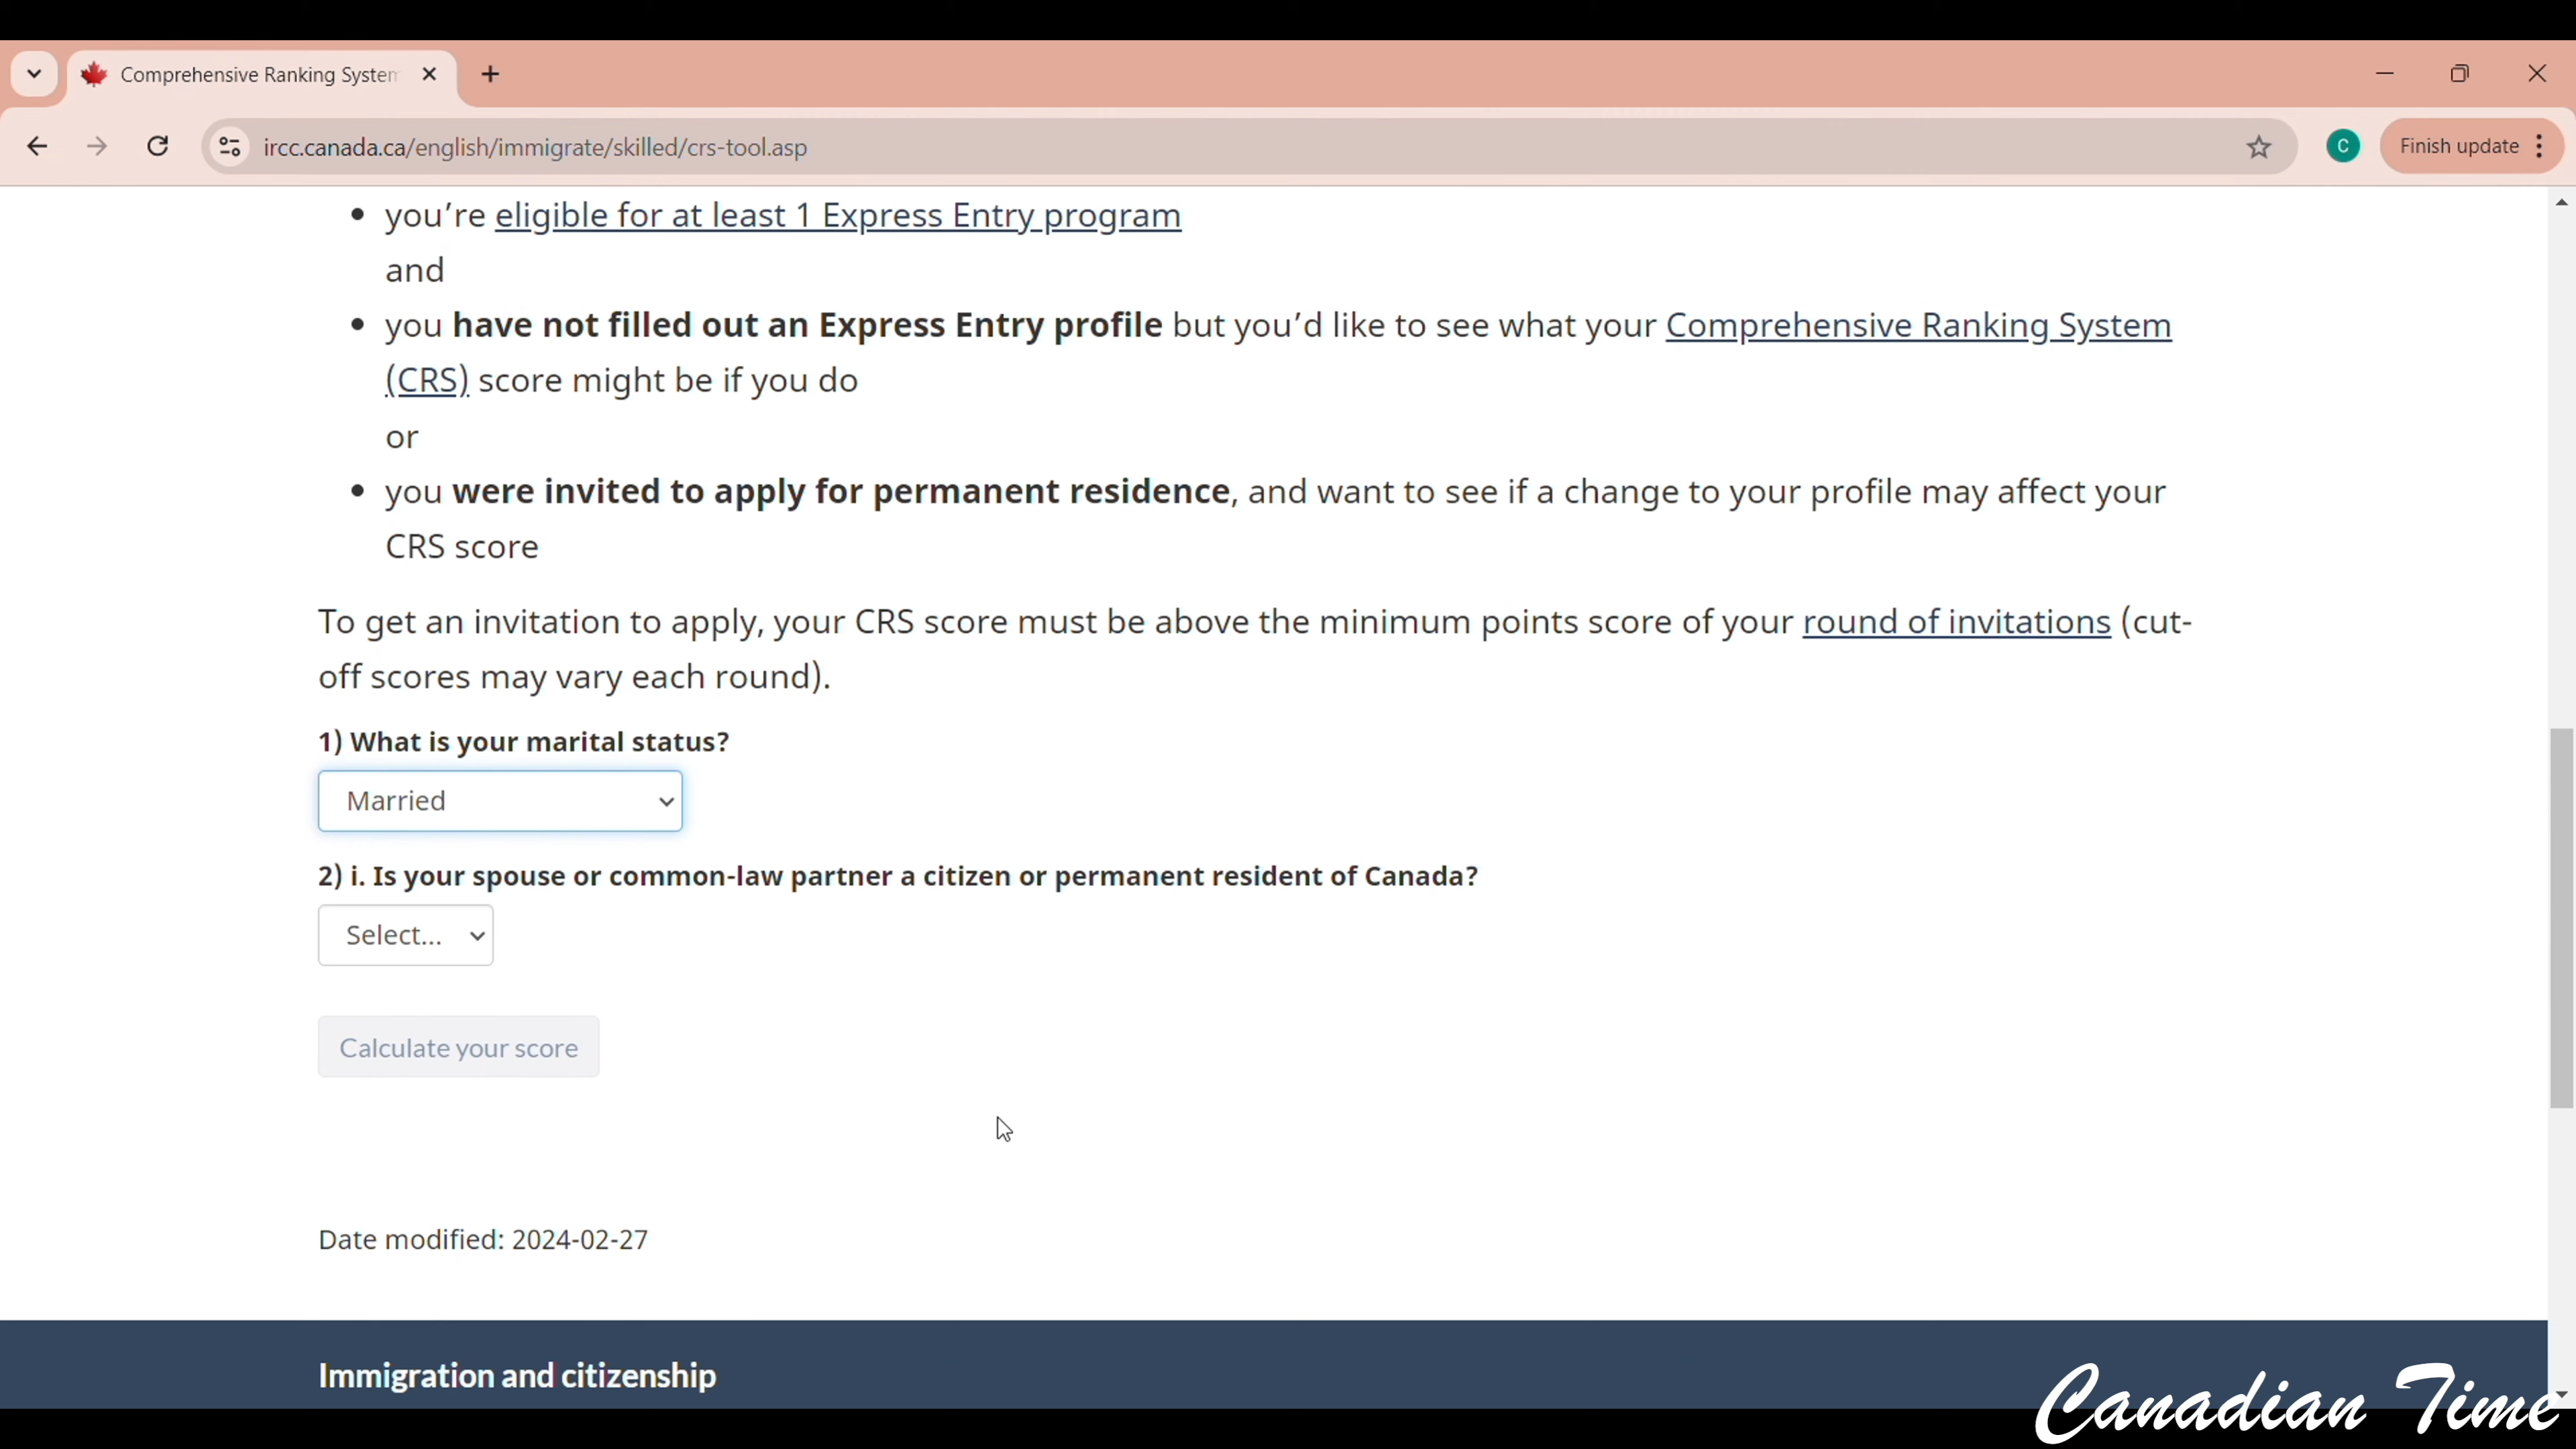 Comprehensive Ranking System
ircc.canada.ca/english/immigrate/skilled/crs-tool.asp
C
Finish update
you're eligible for at least 1 Express Entry program
and
you have not filled out an Express Entry profile but you'd like to see what your Comprehensive Ranking System
(CRS) score might be if you do
or
you were invited to apply for permanent residence, and want to see if a change to your profile may affect your
CRS score
To get an invitation to apply, your CRS score must be above the minimum points score of your round of invitations (cut-
off scores may vary each round).
1) What is your marital status?
Married
2) i. Is your spouse or common-law partner a citizen or permanent resident of Canada?
Select...
Calculate your score
Date modified: 2024-02-27
Immigration and citizenship
Canadian Time